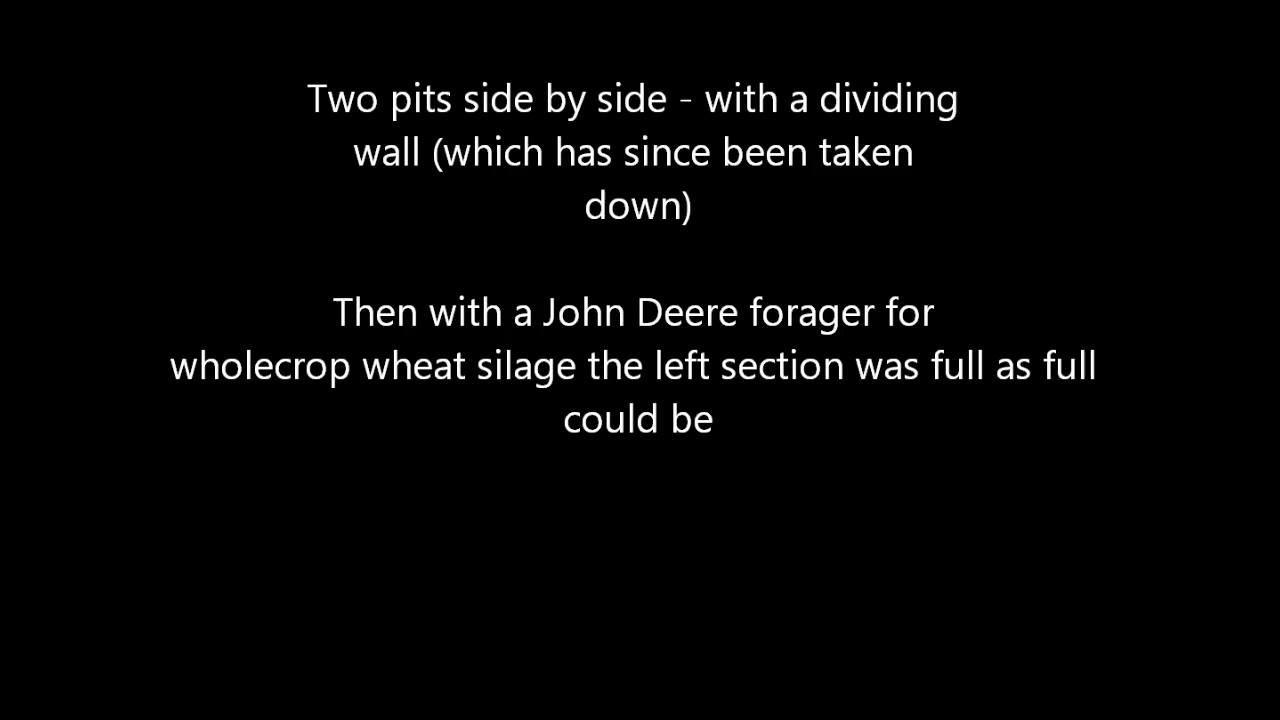 Two pits side by side - with a dividing
wall (which has since been taken
down)
Then with a John Deere forager for
wholecrop wheat silage the left section was full as full
could be